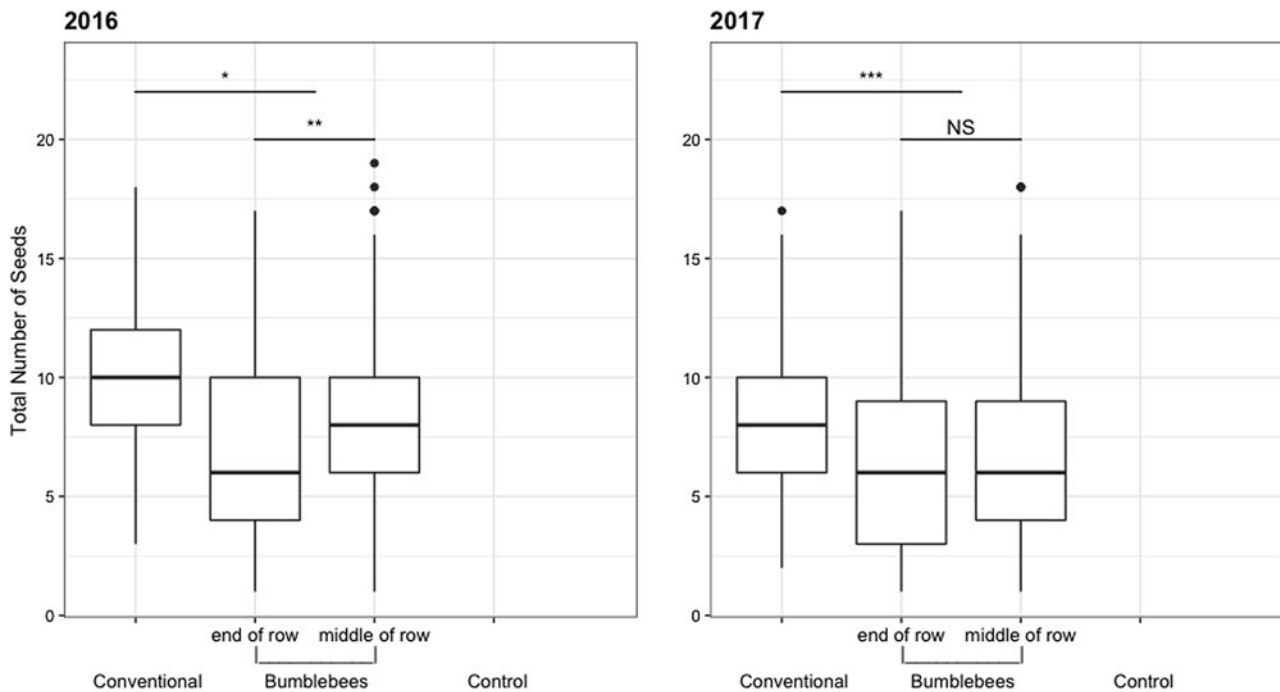 2016
2017
*
***
**
NS
20
20
15
15
10
10
5
5
0
0
Total Number of Seeds
end of row middle of row
end of row middle of row
Conventional Bumblebees Control
Conventional Bumblebees Control